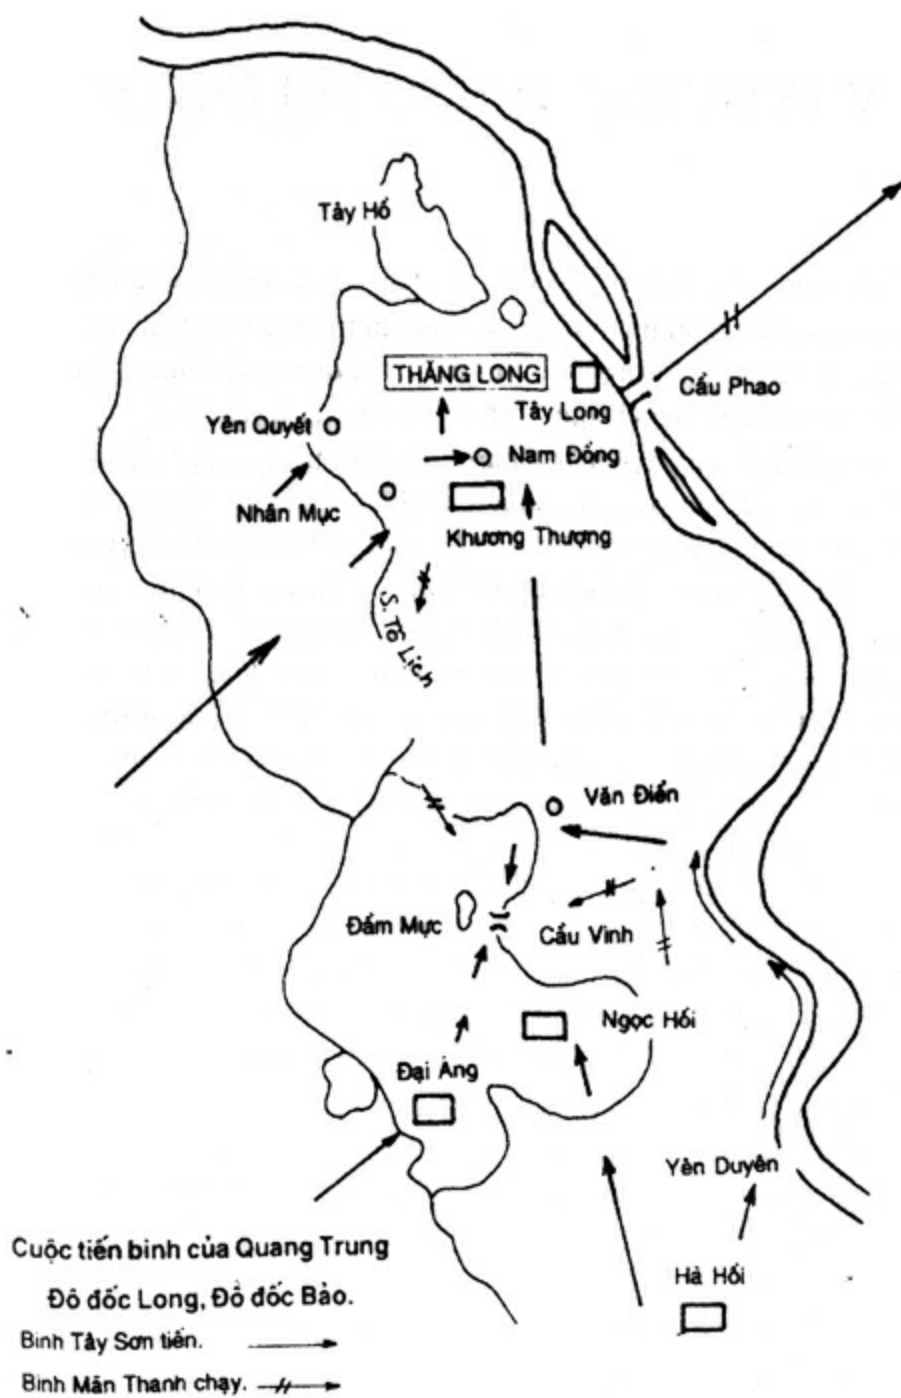 Tây Hồ
THĂNG LONG
Tây Long
Cầu Phao
Yên Quyết
Nam Đồng
Nhân Mục
Khương Thượng
S. Tô Lịch
Văn Điển
Đầm Mực
Cầu Vinh
Ngọc Hồi
Đại Áng
Yên Duyên
Hà Hồi
Cuộc tiến binh của Quang Trung
Đô đốc Long, Đô đốc Bảo.
Binh Tây Sơn tiến.
Binh Mãn Thanh chạy.